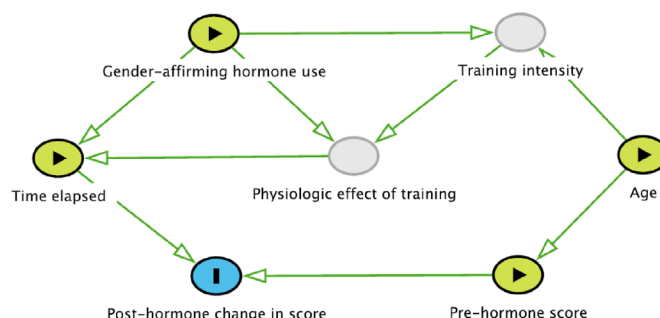 Gender-affirming hormone use
Training intensity
Time elapsed
Physiologic effect of training
Age
Post-hormone change in score
Pre-hormone score